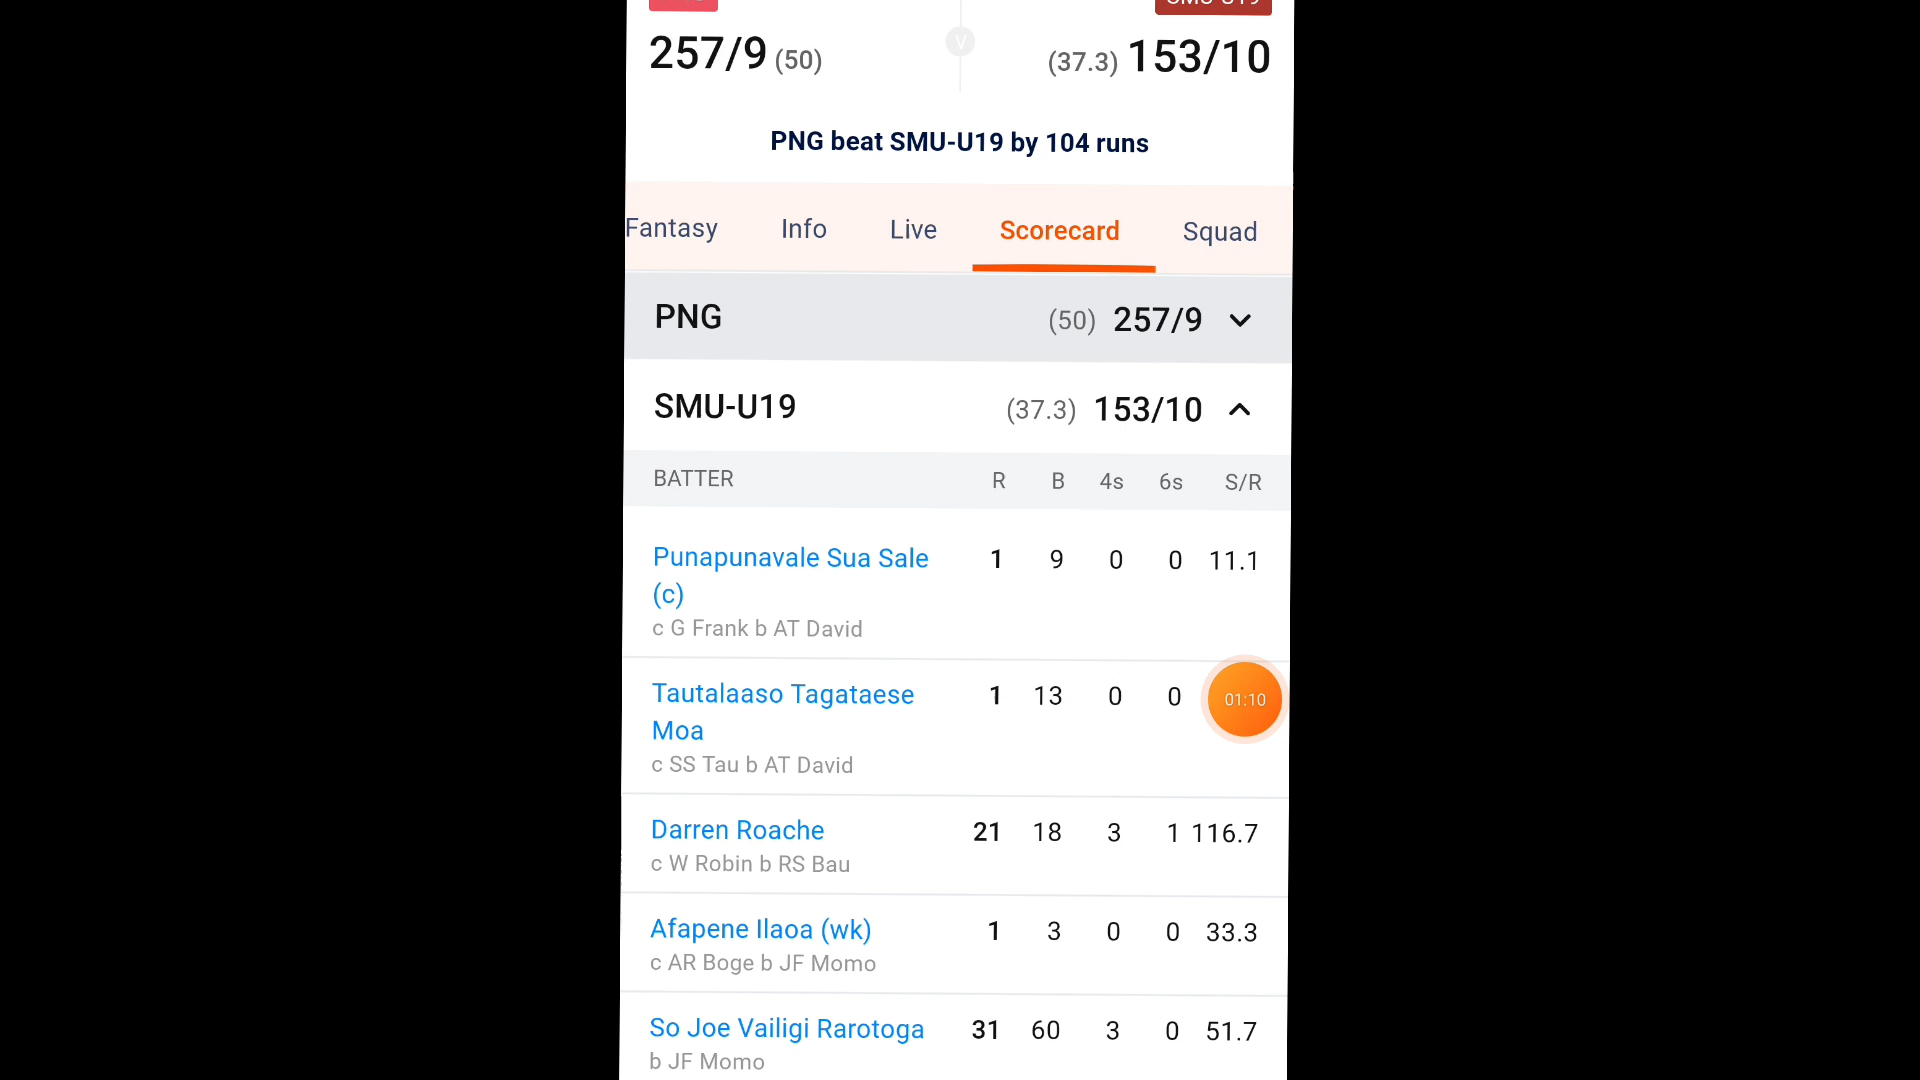 SMU-U19
257/9 (50) V (37.3) 153/10
PNG beat SMU-U19 by 104 runs
Fantasy Info Live Scorecard Squad
PNG (50) 257/9
SMU-U19 (37.3) 153/10
BATTER R B 4s 6s S/R
Punapunavale Sua Sale 1 9 0 0 11.1
(c)
c G Frank b AT David
Tautalaaso Tagataese 1 13 0 0
Moa
01:10
c SS Tau b AT David
Darren Roache 21 18 3 1 116.7
c W Robin b RS Bau
Afapene Ilaoa (wk) 1 3 0 0 33.3
c AR Boge b JF Momo
So Joe Vailigi Rarotoga 31 60 3 0 51.7
b JF Momo